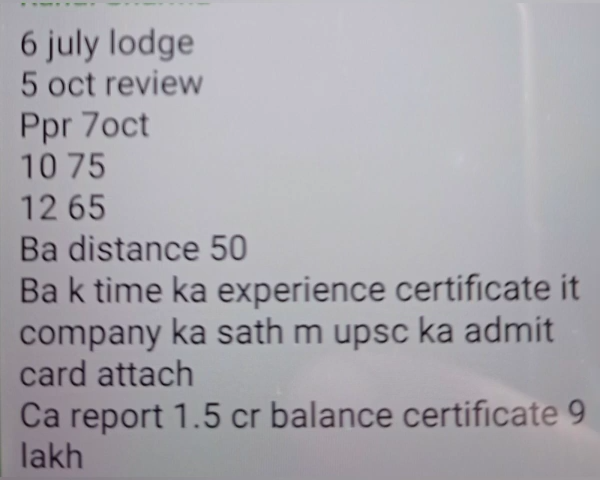 6 july lodge
5 oct review
Ppr 7oct
10 75
12 65
Ba distance 50
Ba k time ka experience certificate it
company ka sath m upsc ka admit
card attach
Ca report 1.5 cr balance certificate 9
lakh